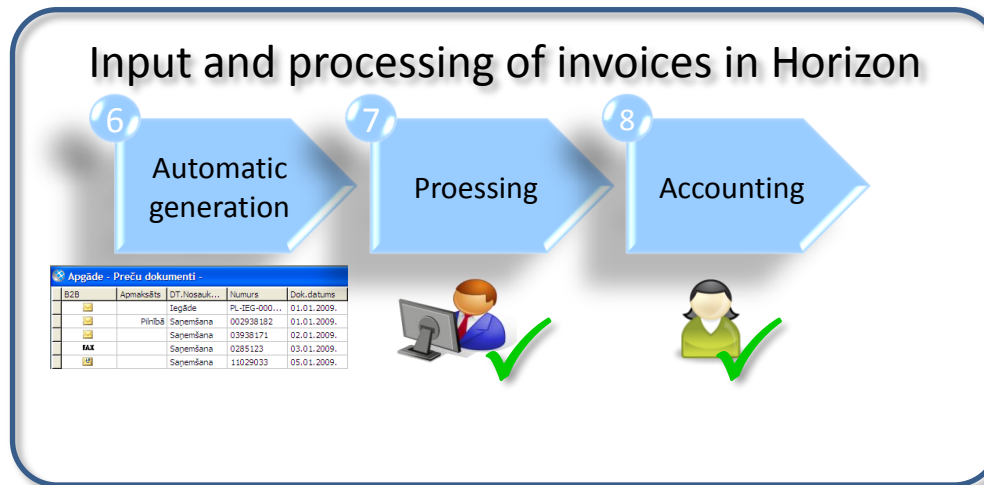 Input and processing of invoices in Horizon
6
7
8
Automatic
generation
Proessing
Accounting
Apgāde - Preču dokumenti -
B2B Apmaksāts DT.Nosauk... Numurs Dok.datums
Iegāde PL-IEG-000... 01.01.2009.
Pilnībā Saņemšana 002938182 01.01.2009.
Saņemšana 03938171 02.01.2009.
FAX Saņemšana 0285123 03.01.2009.
Saņemšana 11029033 05.01.2009.